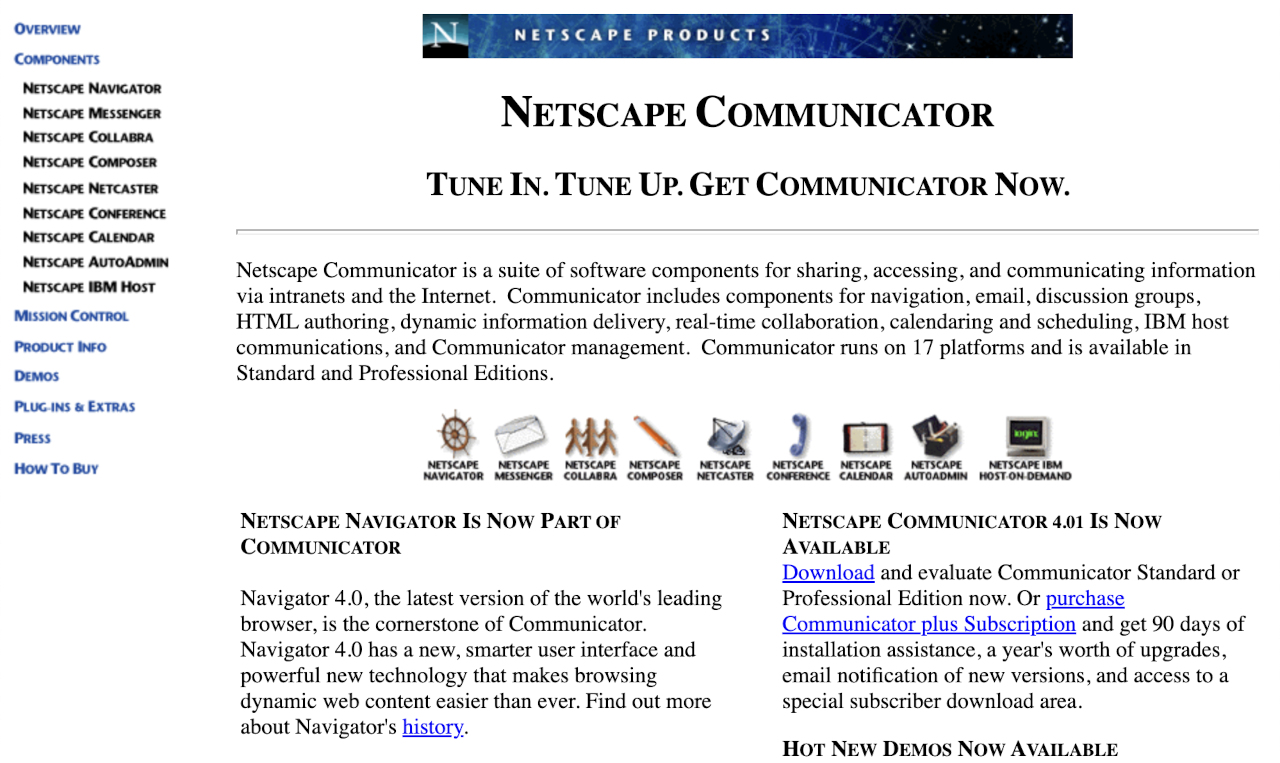 OVERVIEW
COMPONENTS
NETSCAPE NAVIGATOR
NETSCAPE MESSENGER
NETSCAPE COLLABRA
NETSCAPE COMPOSER
NETSCAPE NETCASTER
NETSCAPE CONFERENCE
NETSCAPE CALENDAR
NETSCAPE AUTOADMIN
NETSCAPE IBM HOST
MISSION CONTROL
PRODUCT INFO
DEMOS
PLUG-INS & EXTRAS
PRESS
HOW TO BUY
N NETSCAPE PRODUCTS
NETSCAPE COMMUNICATOR
TUNE IN. TUNE UP. GET COMMUNICATOR NOW.
Netscape Communicator is a suite of software components for sharing, accessing, and communicating information
via intranets and the Internet.  Communicator includes components for navigation, email, discussion groups,
HTML authoring, dynamic information delivery, real-time collaboration, calendaring and scheduling, IBM host
communications, and Communicator management.  Communicator runs on 17 platforms and is available in
Standard and Professional Editions.
login:
NETSCAPE NAVIGATOR
NETSCAPE MESSENGER
NETSCAPE COLLABRA
NETSCAPE COMPOSER
NETSCAPE NETCASTER
NETSCAPE CONFERENCE
NETSCAPE CALENDAR
NETSCAPE AUTOADMIN
NETSCAPE IBM HOST-ON-DEMAND
NETSCAPE NAVIGATOR IS NOW PART OF
COMMUNICATOR
Navigator 4.0, the latest version of the world's leading
browser, is the cornerstone of Communicator.
Navigator 4.0 has a new, smarter user interface and
powerful new technology that makes browsing
dynamic web content easier than ever. Find out more
about Navigator's history.
NETSCAPE COMMUNICATOR 4.01 IS NOW
AVAILABLE
Download and evaluate Communicator Standard or
Professional Edition now. Or purchase
Communicator plus Subscription and get 90 days of
installation assistance, a year's worth of upgrades,
email notification of new versions, and access to a
special subscriber download area.
HOT NEW DEMOS NOW AVAILABLE